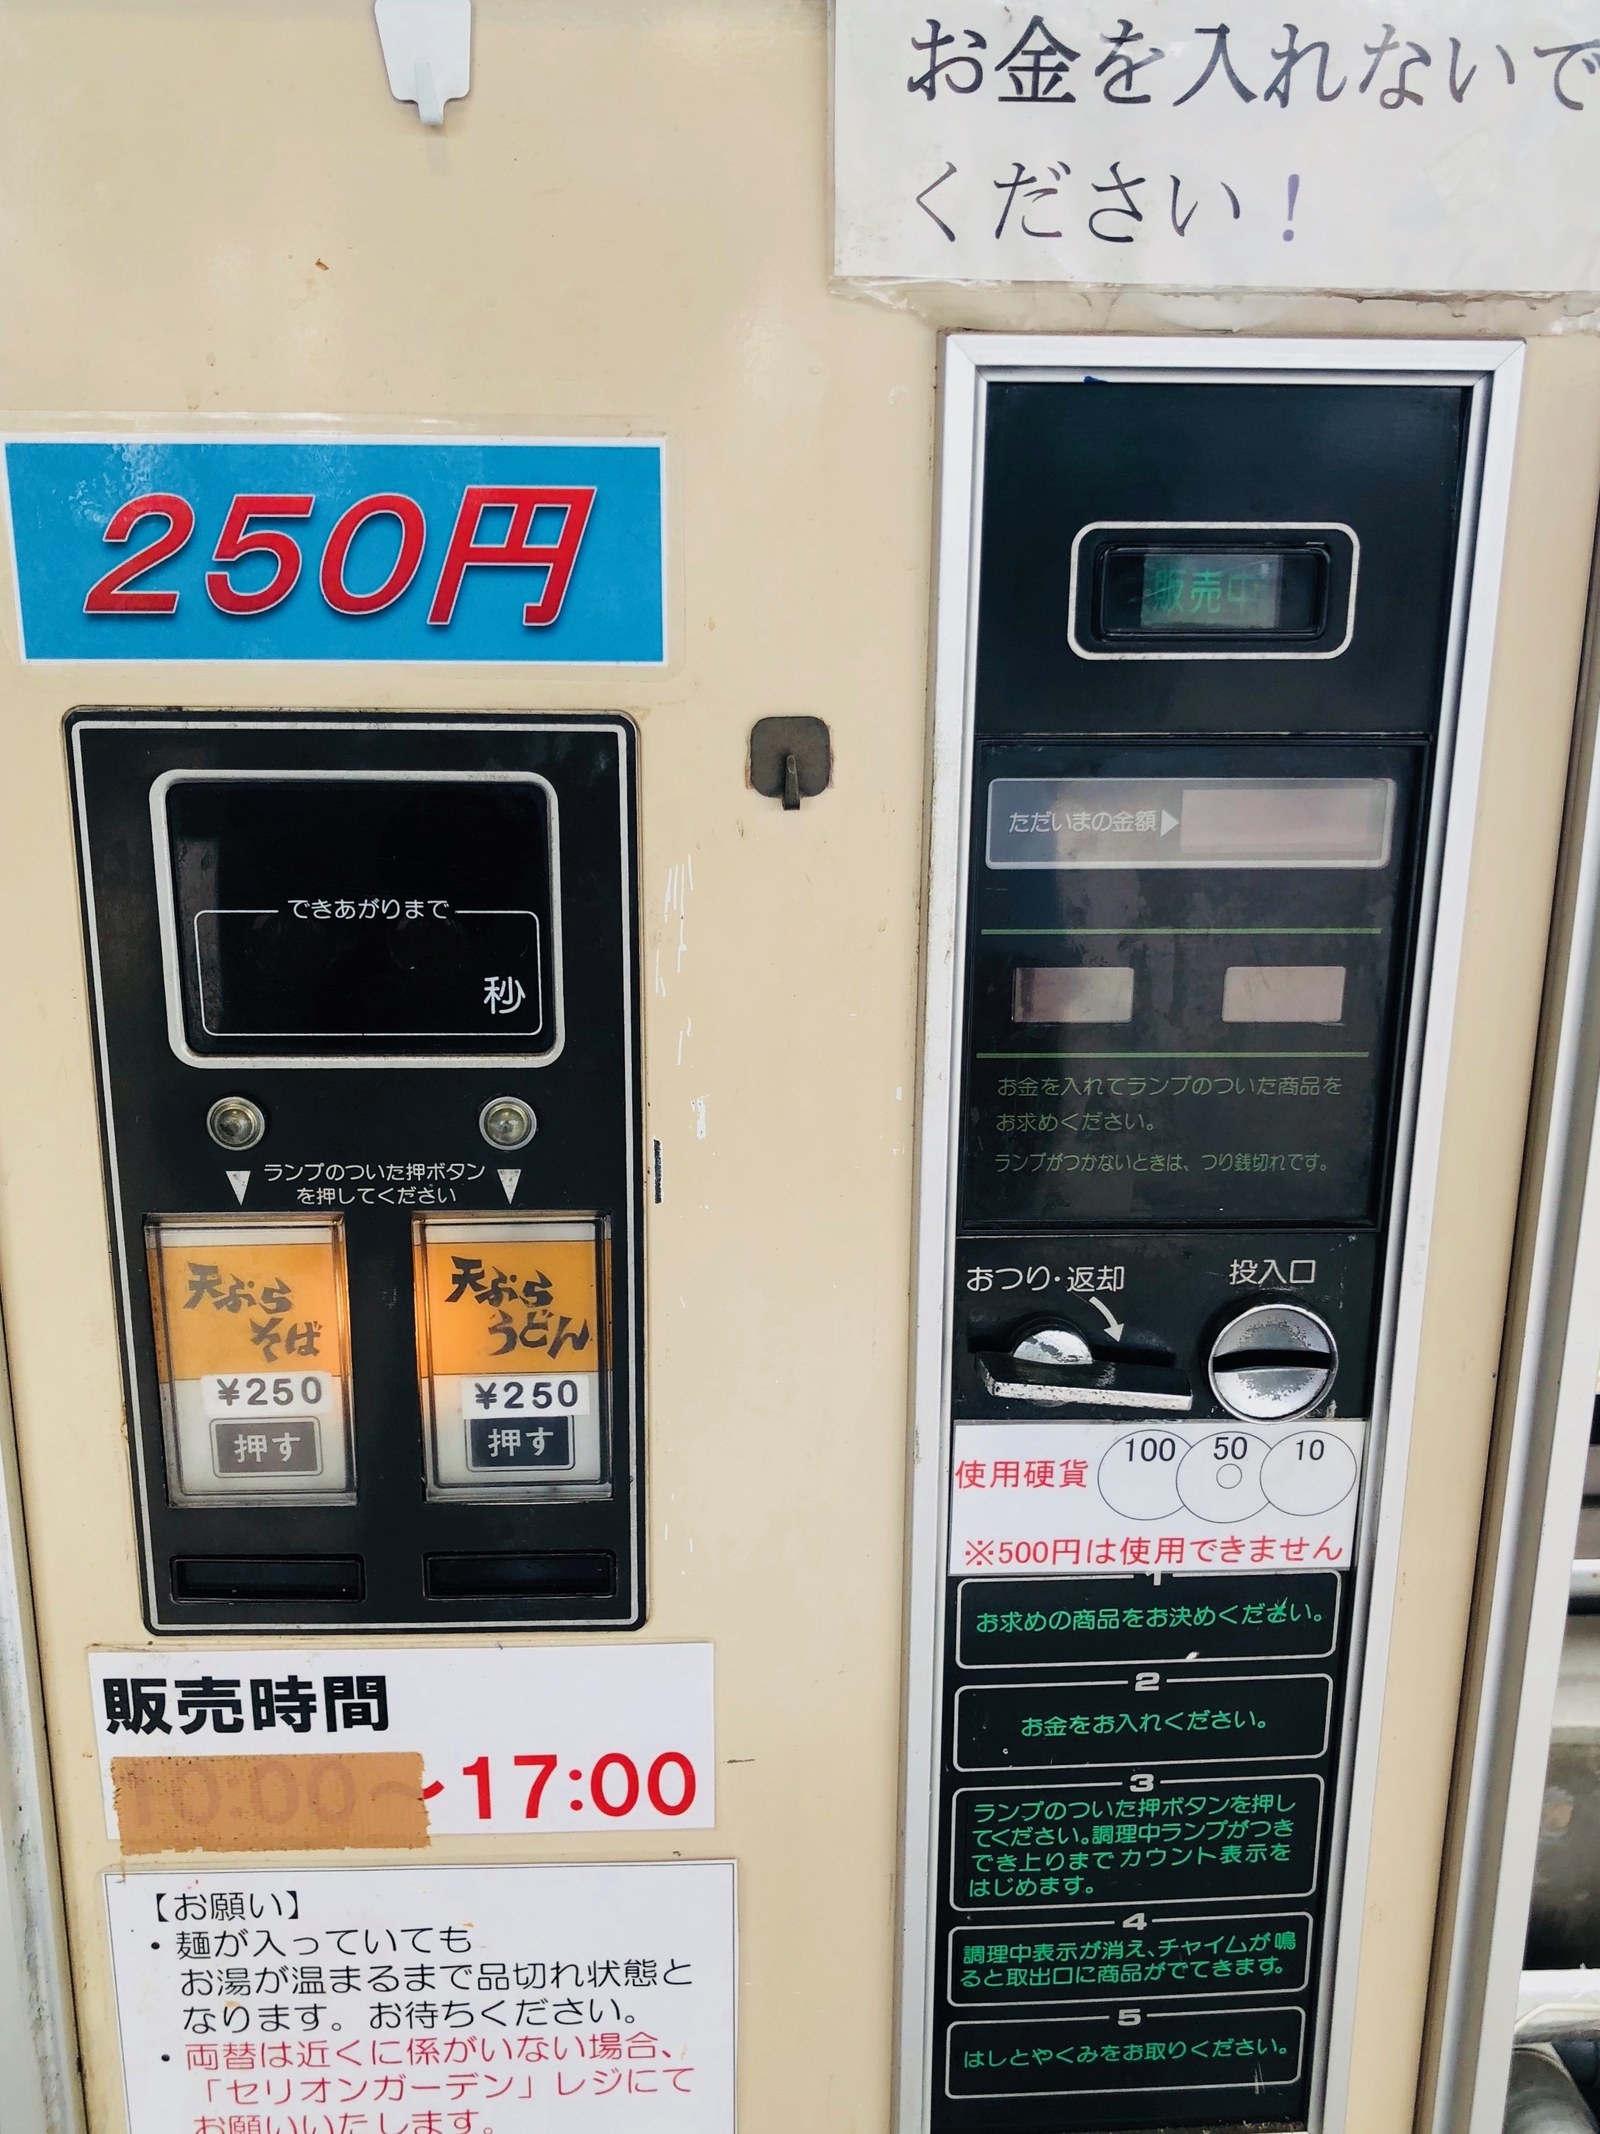 お金を入れないで
ください！
250円
販売中
できあがりまで
秒
ランプのついた押ボタン
を押してください
天ぷら
そば
¥250
押す
天ぷら
うどん
¥250
押す
ただいまの金額▶
お金を入れてランプのついた商品を
お求めください。
ランプがつかないときは、つり銭切れです。
おつり・返却
投入口
使用硬貨 100 50 10
※500円は使用できません
1
お求めの商品をお決めください。
2
お金をお入れください。
3
ランプのついた押ボタンを押し
てください。調理中ランプがつき
でき上りまでカウント表示を
はじめます。
4
調理中表示が消え、チャイムが鳴
ると取出口に商品がでてきます。
5
はしとやくみをお取りください。
販売時間
10:00〜17:00
【お願い】
・麺が入っていても
お湯が温まるまで品切れ状態と
なります。お待ちください。
・両替は近くに係がいない場合、
「セリオンガーデン」レジにて
お願いいたします。